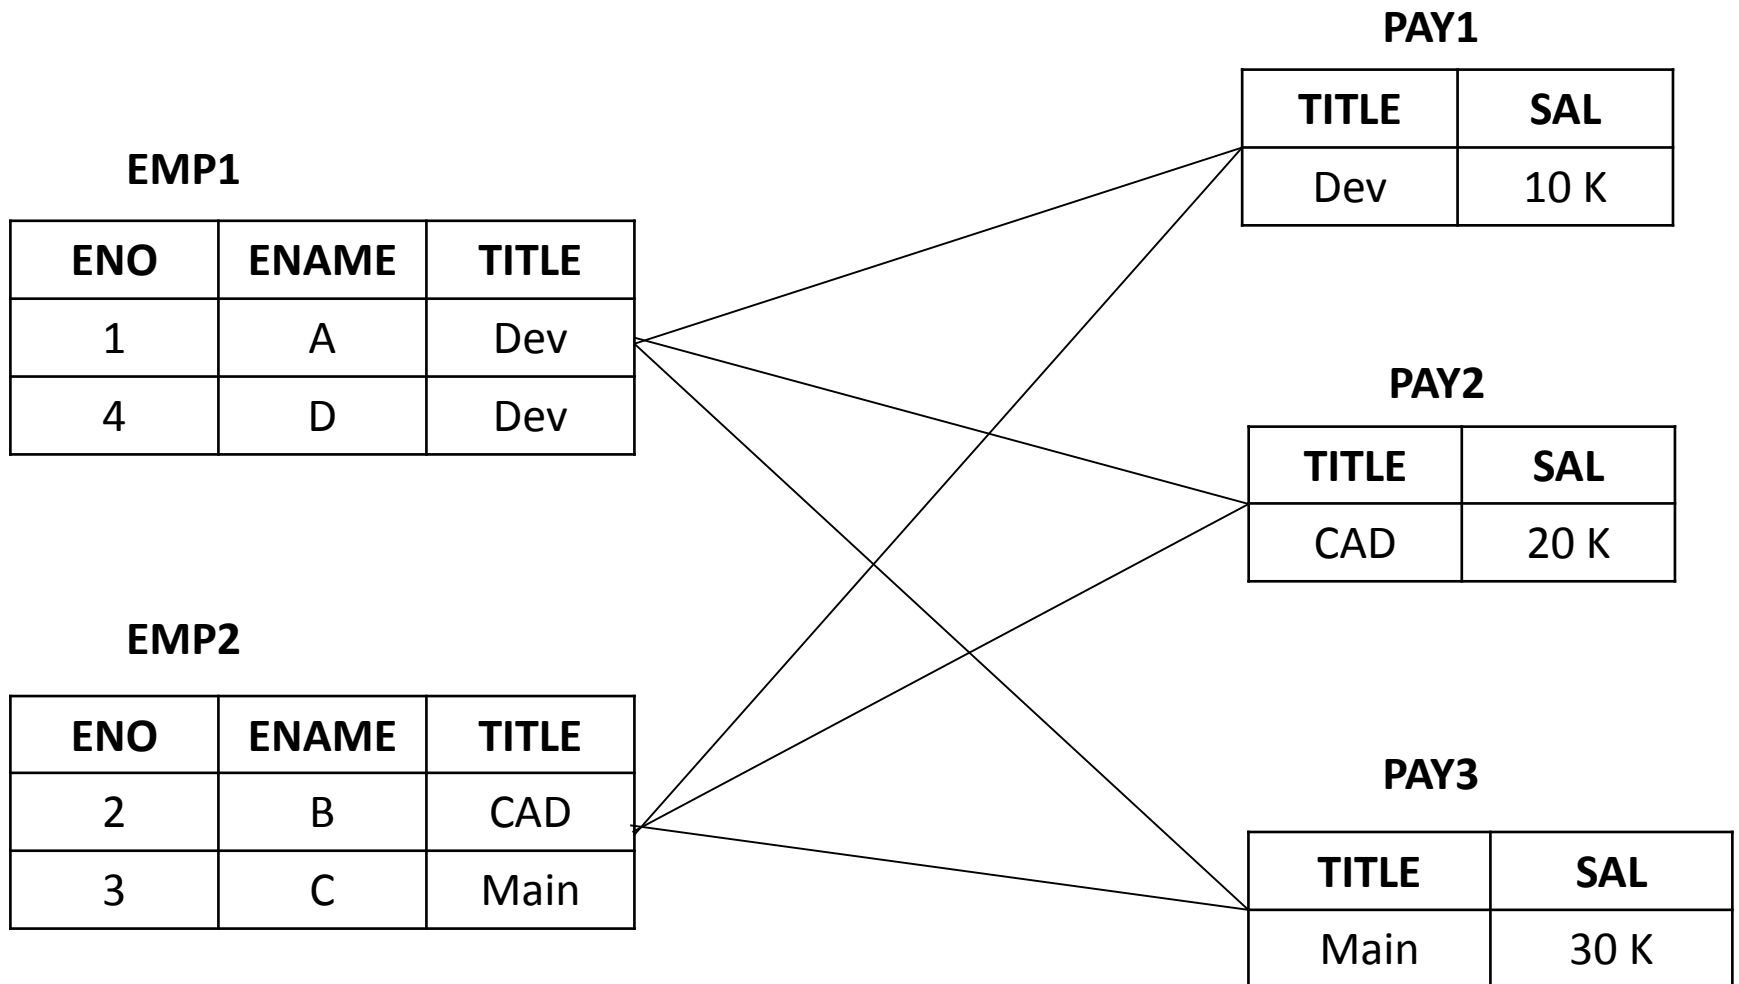 EMP1
ENO ENAME TITLE
1 A Dev
4 D Dev
EMP2
ENO ENAME TITLE
2 B CAD
3 C Main
PAY1
TITLE SAL
Dev 10 K
PAY2
TITLE SAL
CAD 20 K
PAY3
TITLE SAL
Main 30 K